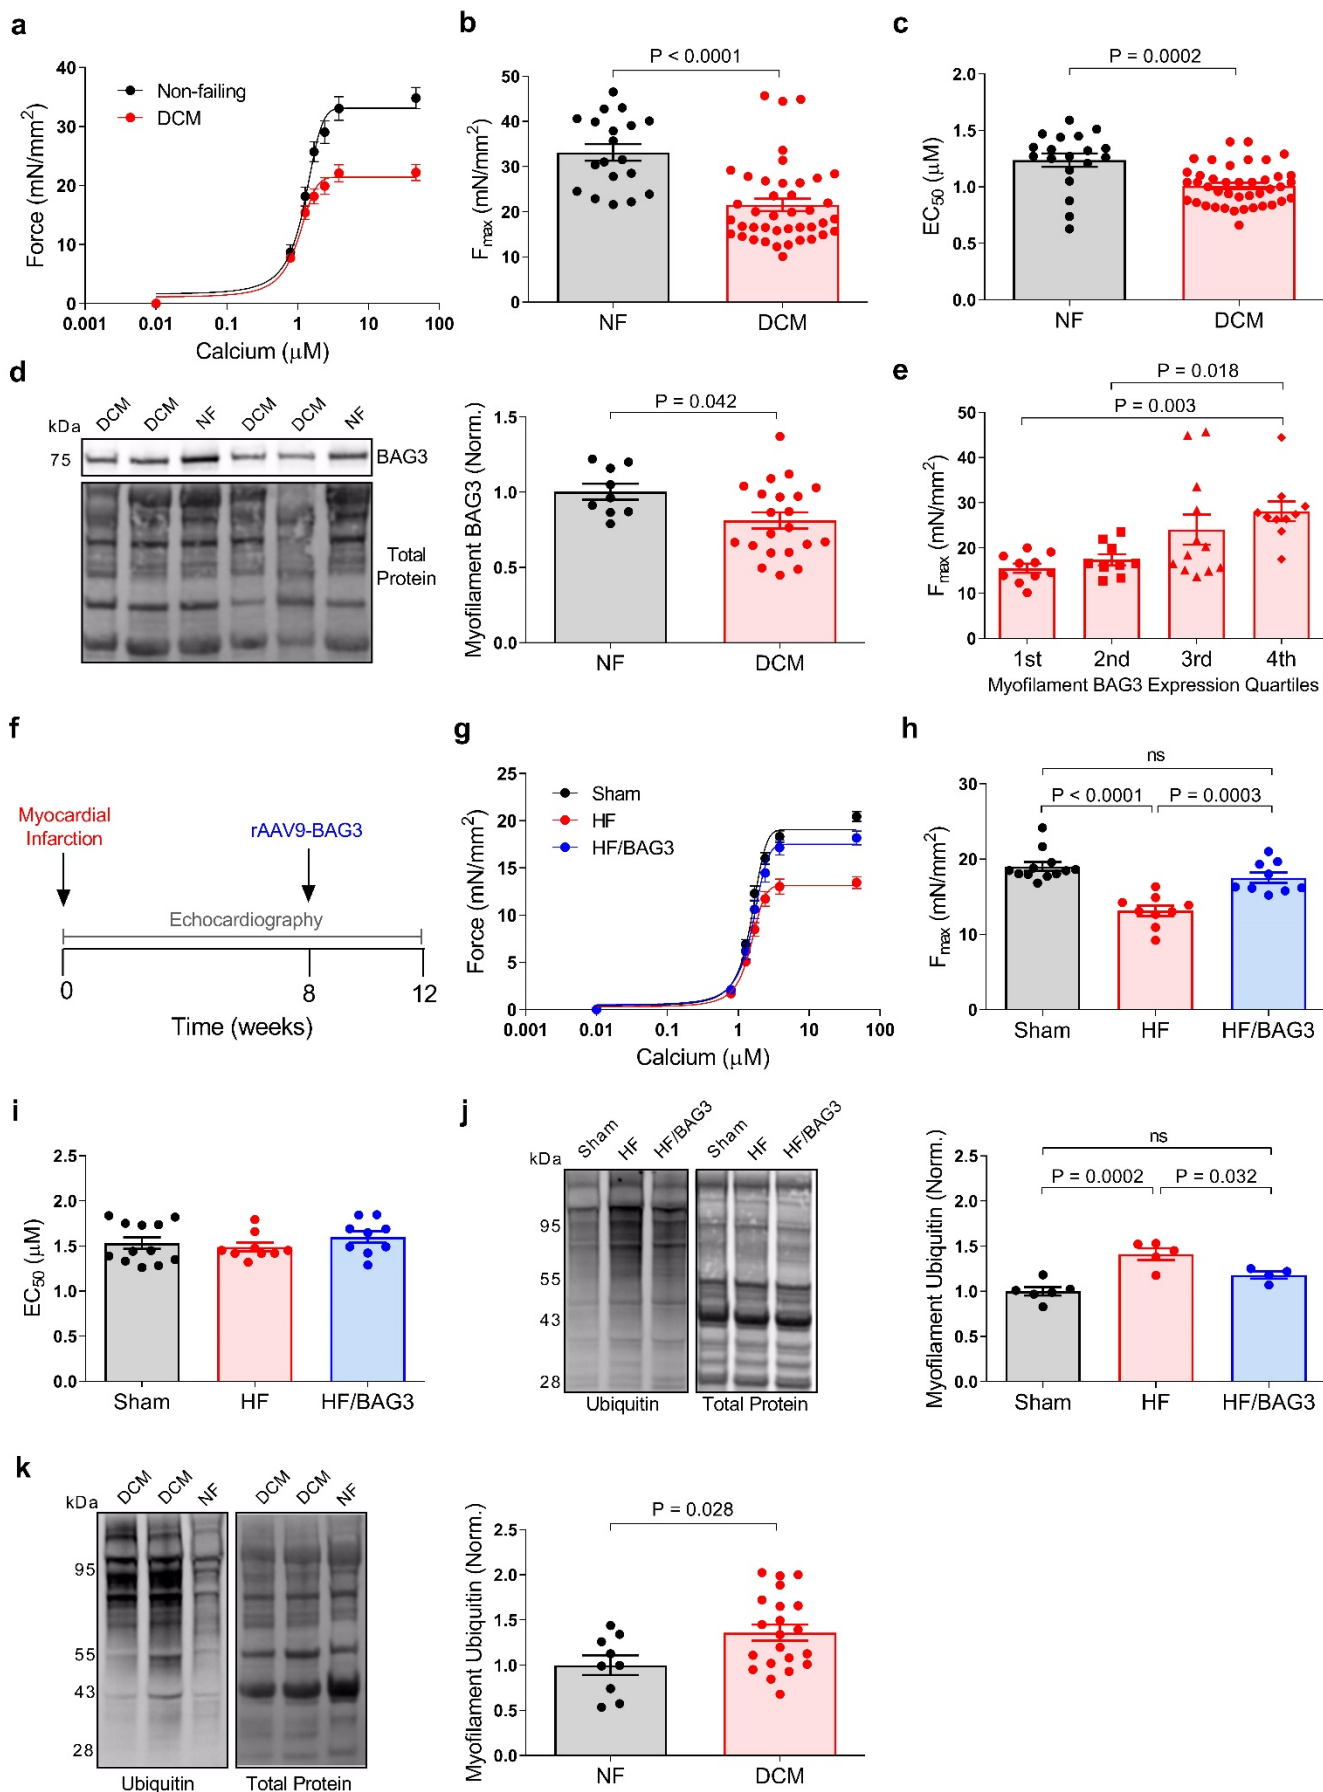 a
Force (mN/mm²)
40
30
20
10
0
Non-failing
DCM
0.001
0.01
0.1
1
10
100
Calcium (μM)
b
P < 0.0001
Fmax (mN/mm²)
50
40
30
20
10
0
NF
DCM
c
P = 0.0002
EC50 (μM)
2.0
1.5
1.0
0.5
0.0
NF
DCM
d
kDa
DCM
DCM
NF
DCM
DCM
NF
75
BAG3
Total
Protein
P = 0.042
Myofilament BAG3 (Norm.)
1.5
1.0
0.5
0.0
NF
DCM
e
P = 0.018
P = 0.003
Fmax (mN/mm²)
50
40
30
20
10
0
1st
2nd
3rd
4th
Myofilament BAG3 Expression Quartiles
f
Myocardial
Infarction
rAAV9-BAG3
Echocardiography
0
8
12
Time (weeks)
g
Force (mN/mm²)
25
20
15
10
5
0
Sham
HF
HF/BAG3
0.001
0.01
0.1
1
10
100
Calcium (μM)
h
ns
P < 0.0001
P = 0.0003
Fmax (mN/mm²)
30
20
10
0
Sham
HF
HF/BAG3
i
EC50 (μM)
2.5
2.0
1.5
1.0
0.5
0.0
Sham
HF
HF/BAG3
j
kDa
Sham
HF
HF/BAG3
Sham
HF
HF/BAG3
95
55
43
28
Ubiquitin
Total Protein
ns
P = 0.0002
P = 0.032
Myofilament Ubiquitin (Norm.)
2.5
2.0
1.5
1.0
0.5
0.0
Sham
HF
HF/BAG3
k
kDa
DCM
DCM
NF
DCM
DCM
NF
95
55
43
28
Ubiquitin
Total Protein
P = 0.028
Myofilament Ubiquitin (Norm.)
2.5
2.0
1.5
1.0
0.5
0.0
NF
DCM